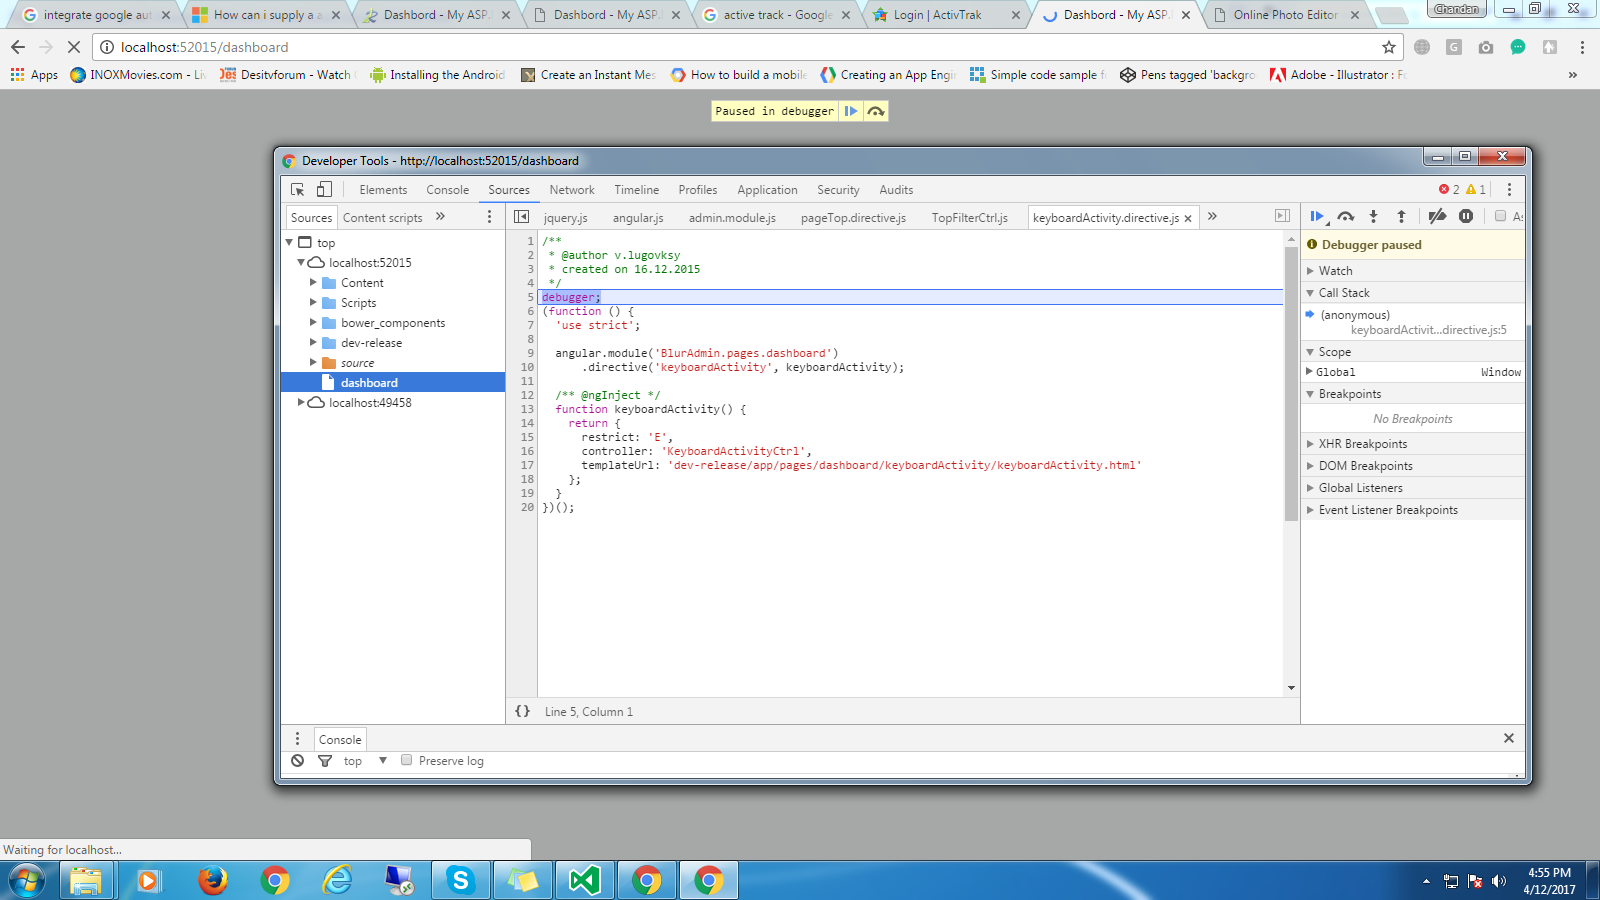 integrate google aut
How can i supply a a
Dashbord - My ASP.
Dashbord - My ASP.
active track - Google
Login | ActivTrak
Dashbord - My ASP.
Online Photo Editor
Chandan
localhost:52015/dashboard
Apps
INOXMovies.com - Liv
Desitvforum - Watch
Installing the Android
Create an Instant Mes
How to build a mobile
Creating an App Engi
Simple code sample f
Pens tagged 'backgro
Adobe - Illustrator : Fo
»
Paused in debugger
Developer Tools - http://localhost:52015/dashboard
Elements
Console
Sources
Network
Timeline
Profiles
Application
Security
Audits
2
1
Sources
Content scripts
»
jquery.js
angular.js
admin.module.js
pageTop.directive.js
TopFilterCtrl.js
keyboardActivity.directive.js ×
»
As
top
localhost:52015
Content
Scripts
bower_components
dev-release
source
dashboard
localhost:49458
1 /**
2 * @author v.lugovksy
3 * created on 16.12.2015
4 */
5 debugger;
6 (function () {
7 'use strict';
8
9 angular.module('BlurAdmin.pages.dashboard')
10 .directive('keyboardActivity', keyboardActivity);
11
12 /** @ngInject */
13 function keyboardActivity() {
14 return {
15 restrict: 'E',
16 controller: 'KeyboardActivityCtrl',
17 templateUrl: 'dev-release/app/pages/dashboard/keyboardActivity/keyboardActivity.html'
18 };
19 }
20 })();
{} Line 5, Column 1
Debugger paused
Watch
Call Stack
(anonymous)
keyboardActivit...directive.js:5
Scope
Global Window
Breakpoints
No Breakpoints
XHR Breakpoints
DOM Breakpoints
Global Listeners
Event Listener Breakpoints
Console
top
Preserve log
Waiting for localhost...
4:55 PM
4/12/2017